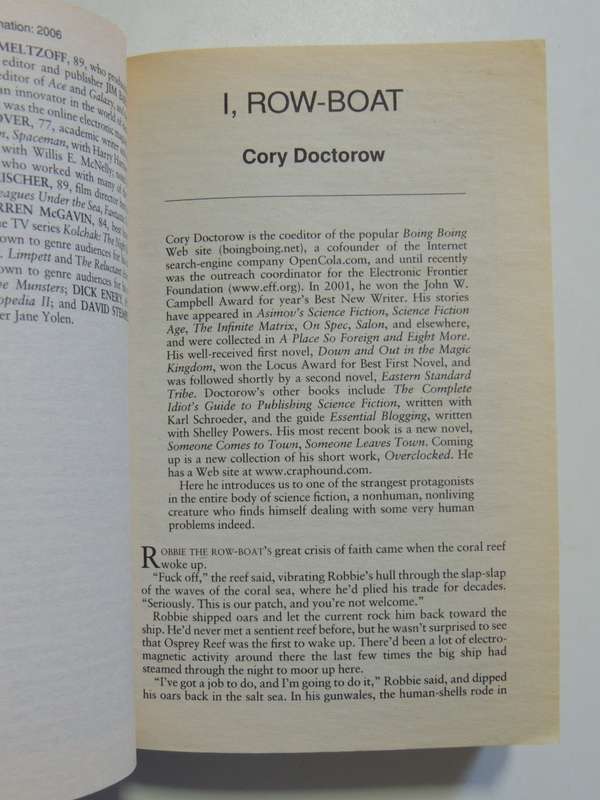 nation: 2006
MELTZOFF, 89, who
editor and publisher JIM
editor of Ace and Galaxy, and
an innovator in the world of
was the online electronic
OVER, 77, academic writer
Spaceman, with Harry
with Willis E. McNelly;
who worked with many of
ISCHER, 89, film director
eagues Under the Sea, Fantastic
RREN McGAVIN, 84, best
e TV series Kolchak: The Night
own to genre audiences for
. Limpett and The Reluctant
own to genre audiences for
he Munsters; DICK ENEY,
opedia II; and DAVID
er Jane Yolen.
I, ROW-BOAT
Cory Doctorow
Cory Doctorow is the coeditor of the popular Boing Boing
Web site (boingboing.net), a cofounder of the Internet
search-engine company OpenCola.com, and until recently
was the outreach coordinator for the Electronic Frontier
Foundation (www.eff.org). In 2001, he won the John W.
Campbell Award for year's Best New Writer. His stories
have appeared in Asimov's Science Fiction, Science Fiction
Age, The Infinite Matrix, On Spec, Salon, and elsewhere,
and were collected in A Place So Foreign and Eight More.
His well-received first novel, Down and Out in the Magic
Kingdom, won the Locus Award for Best First Novel, and
was followed shortly by a second novel, Eastern Standard
Tribe. Doctorow's other books include The Complete
Idiot's Guide to Publishing Science Fiction, written with
Karl Schroeder, and the guide Essential Blogging, written
with Shelley Powers. His most recent book is a new novel,
Someone Comes to Town, Someone Leaves Town. Coming
up is a new collection of his short work, Overclocked. He
has a Web site at www.craphound.com.
Here he introduces us to one of the strangest protagonists
in the entire body of science fiction, a nonhuman, nonliving
creature who finds himself dealing with some very human
problems indeed.
ROBBIE THE ROW-BOAT'S great crisis of faith came when the coral reef
woke up.
"Fuck off," the reef said, vibrating Robbie's hull through the slap-slap
of the waves of the coral sea, where he'd plied his trade for decades.
"Seriously. This is our patch, and you're not welcome."
Robbie shipped oars and let the current rock him back toward the
ship. He'd never met a sentient reef before, but he wasn't surprised to see
that Osprey Reef was the first to wake up. There'd been a lot of electro-
magnetic activity around there the last few times the big ship had
steamed through the night to moor up here.
"I've got a job to do, and I'm going to do it," Robbie said, and dipped
his oars back in the salt sea. In his gunwales, the human-shells rode in